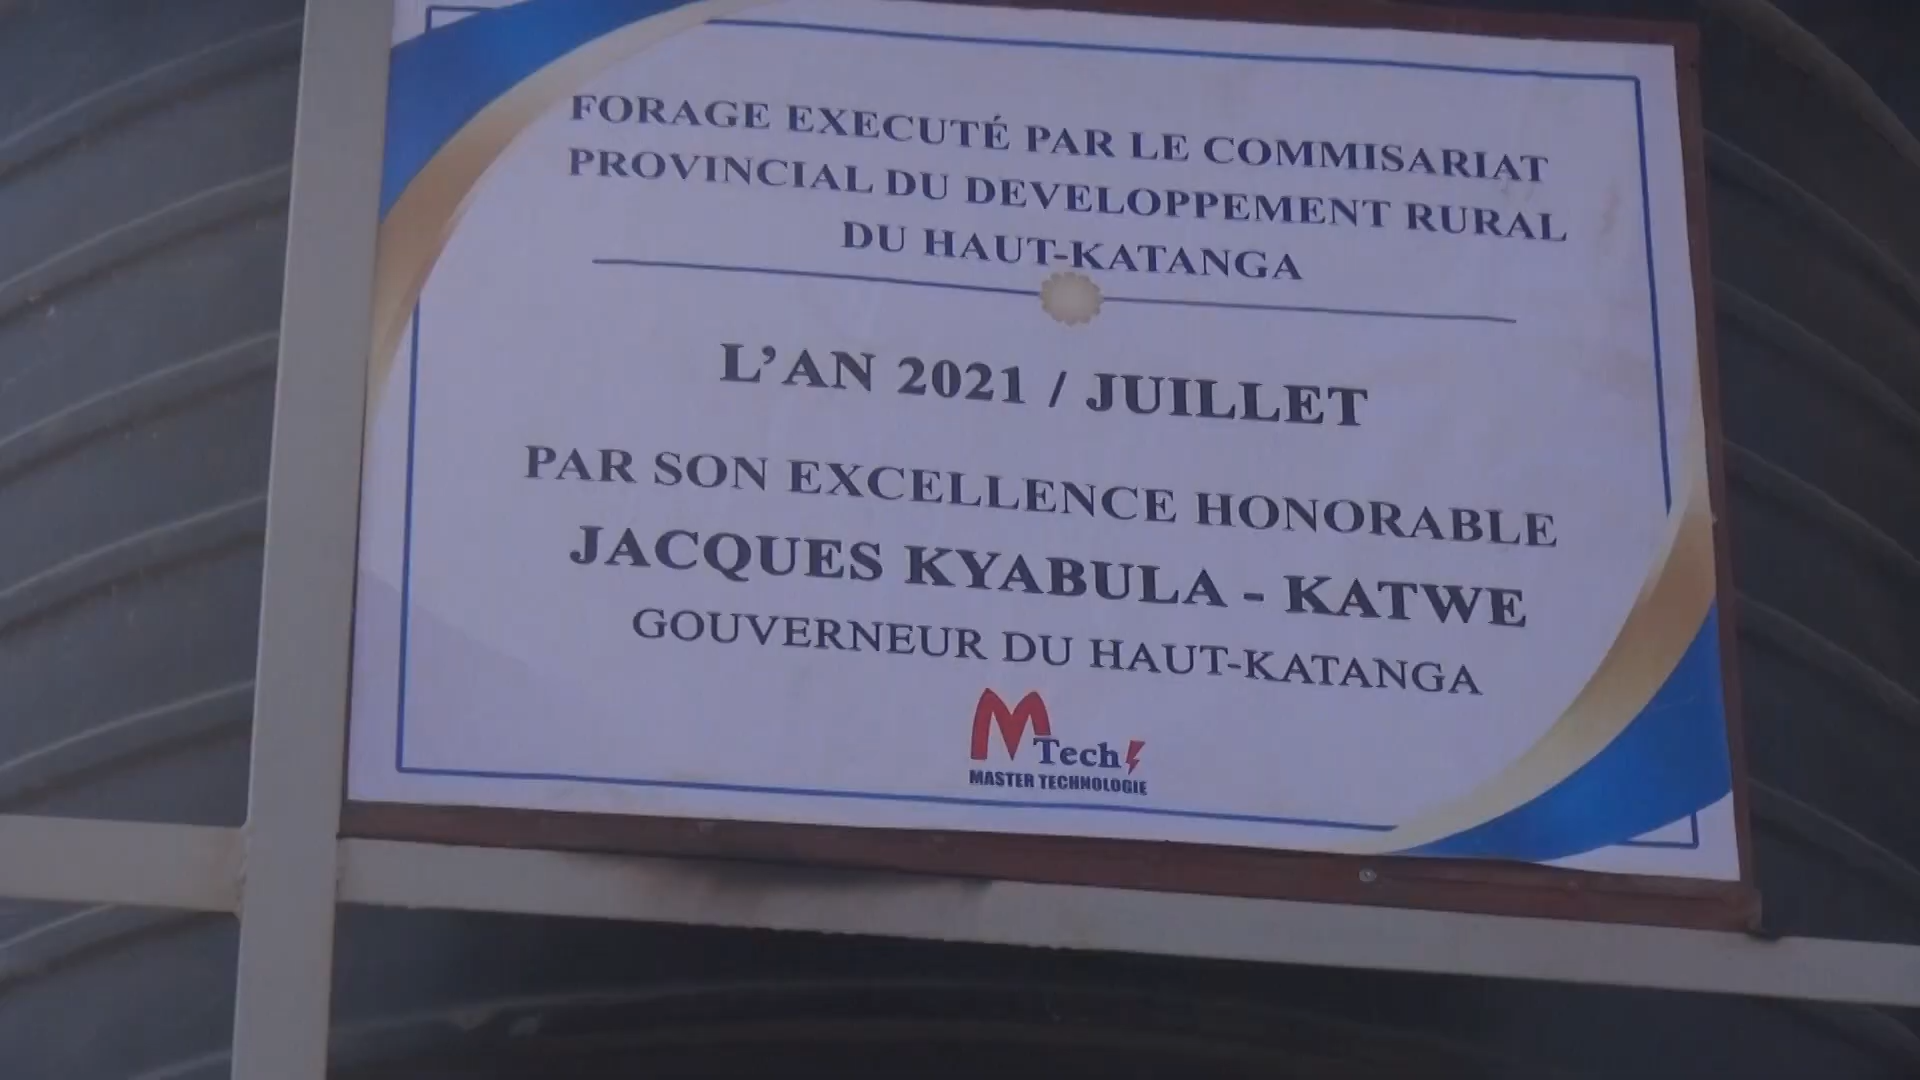 FORAGE EXECUTÉ PAR LE COMMISARIAT
PROVINCIAL DU DEVELOPPEMENT RURAL
DU HAUT-KATANGA
L'AN 2021 / JUILLET
PAR SON EXCELLENCE HONORABLE
JACQUES KYABULA - KATWE
GOUVERNEUR DU HAUT-KATANGA
M Tech
MASTER TECHNOLOGIE